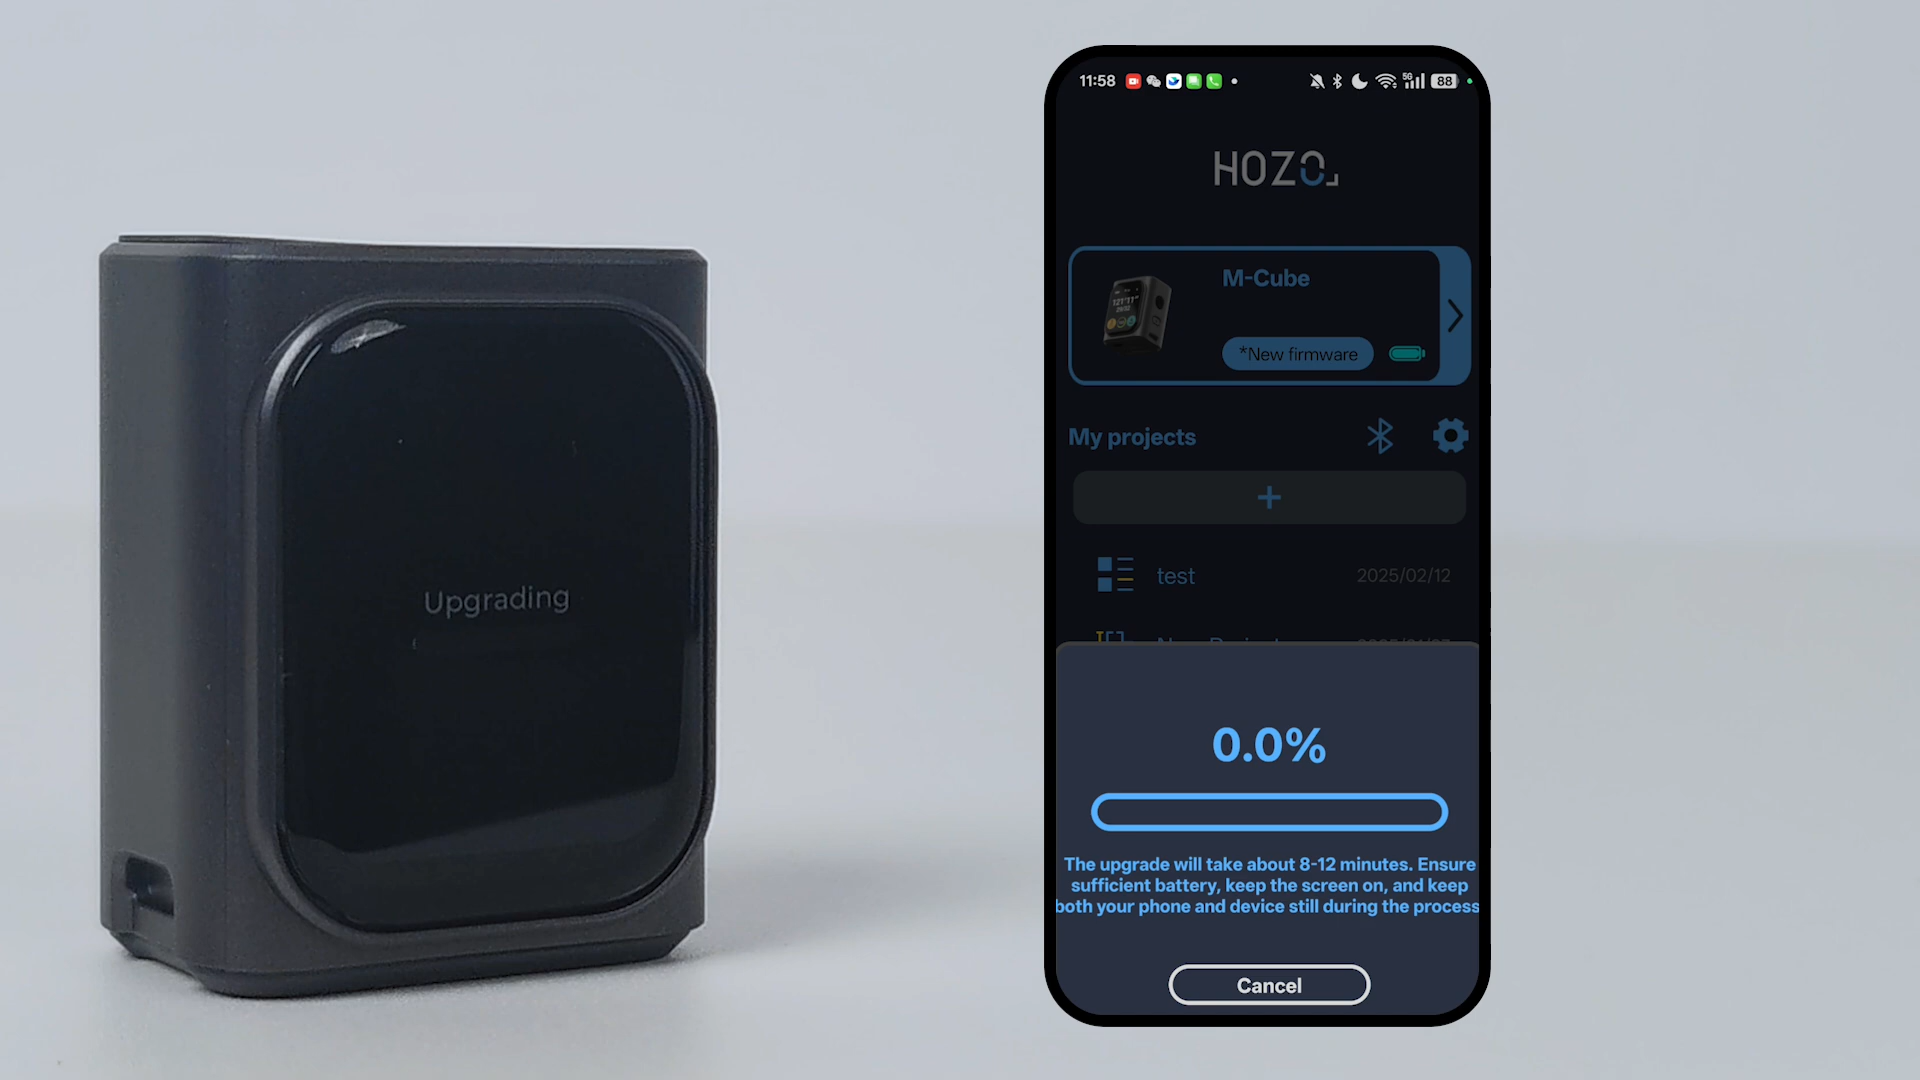 Upgrading
11:58
5G
88
HOZO
M-Cube
*New firmware
My projects
+
test
2025/02/12
0.0%
The upgrade will take about 8-12 minutes. Ensure
sufficient battery, keep the screen on, and keep
both your phone and device still during the process
Cancel